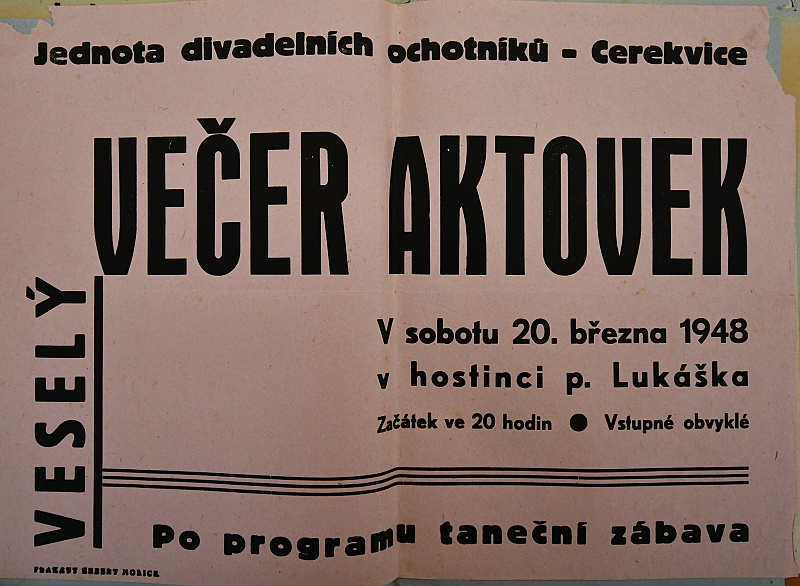 Jednota divadelních ochotníků - Cerekvice
VESELÝ
VEČER AKTOVEK
V sobotu 20. března 1948
v hostinci p. Lukáška
Začátek ve 20 hodin ● Vstupné obvyklé
Po programu taneční zábava
HOŘICE